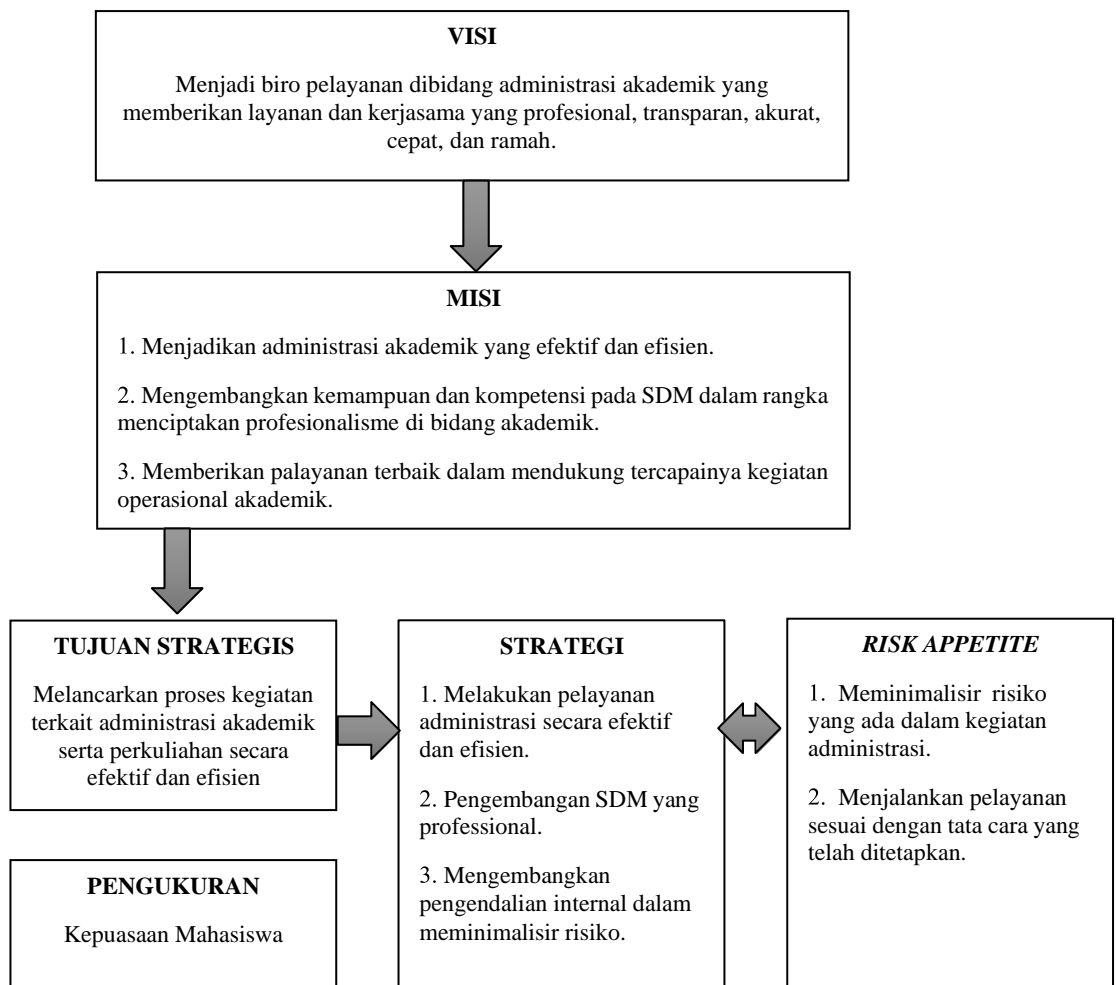 VISI
Menjadi biro pelayanan dibidang administrasi akademik yang
memberikan layanan dan kerjasama yang profesional, transparan, akurat,
cepat, dan ramah.
MISI
1. Menjadikan administrasi akademik yang efektif dan efisien.
2. Mengembangkan kemampuan dan kompetensi pada SDM dalam rangka
menciptakan profesionalisme di bidang akademik.
3. Memberikan palayanan terbaik dalam mendukung tercapainya kegiatan
operasional akademik.
TUJUAN STRATEGIS
Melancarkan proses kegiatan
terkait administrasi akademik
serta perkuliahan secara
efektif dan efisien
PENGUKURAN
Kepuasaan Mahasiswa
STRATEGI
1. Melakukan pelayanan
administrasi secara efektif
dan efisien.
2. Pengembangan SDM yang
professional.
3. Mengembangkan
pengendalian internal dalam
meminimalisir risiko.
RISK APPETITE
1. Meminimalisir risiko
yang ada dalam kegiatan
administrasi.
2. Menjalankan pelayanan
sesuai dengan tata cara yang
telah ditetapkan.